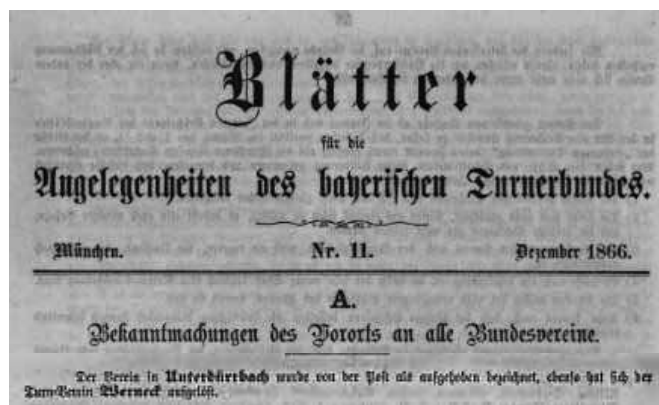 Blätter
für die
Angelegenheiten des bayerischen Turnerbundes.
München. Nr. 11. Dezember 1866.
A.
Bekanntmachungen des Vororts an alle Bundesvereine.
Der Verein in Unterdürrbach wurde von der Post als aufgehoben bezeichnet, ebenso hat sich der
Turn-Verein Werneck aufgelöst.